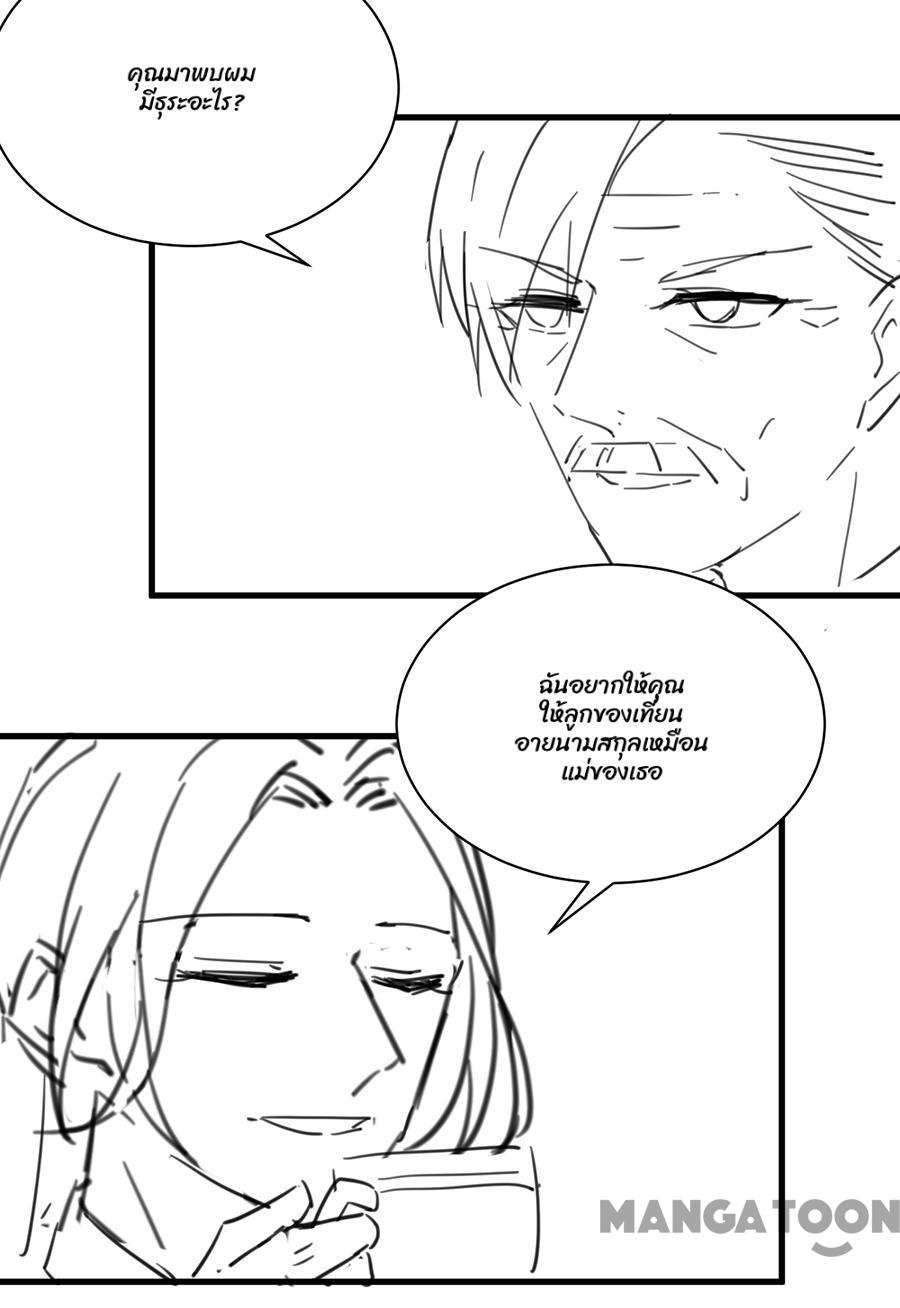 คุณมาพบผม
มีธุระอะไร?
ฉันอยากให้คุณ
ให้ลูกของเทียน
อายนามสกุลเหมือน
แม่ของเธอ
MANGATOON